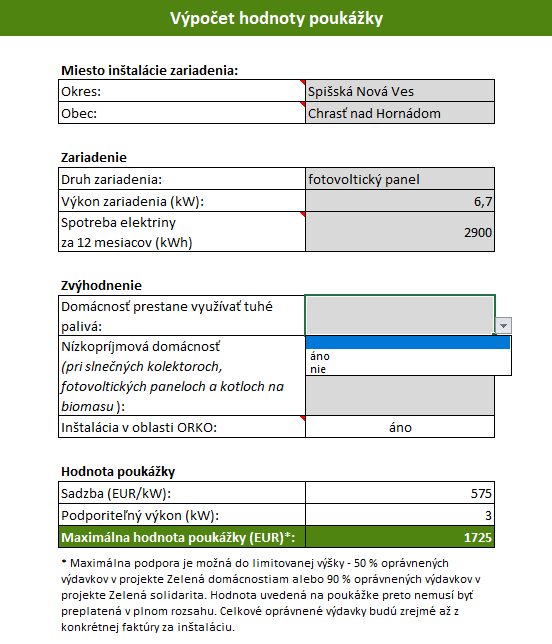 Výpočet hodnoty poukážky
Miesto inštalácie zariadenia:
Okres: Spišská Nová Ves
Obec: Chrasť nad Hornádom
Zariadenie
Druh zariadenia: fotovoltický panel
Výkon zariadenia (kW): 6,7
Spotreba elektriny
za 12 mesiacov (kWh) 2900
Zvýhodnenie
Domácnosť prestane využívať tuhé
palivá:
áno
nie
Nízkopríjmová domácnosť
(pri slnečných kolektoroch,
fotovoltických paneloch a kotloch na
biomasu ):
Inštalácia v oblasti ORKO: áno
Hodnota poukážky
Sadzba (EUR/kW): 575
Podporiteľný výkon (kW): 3
Maximálna hodnota poukážky (EUR)*: 1725
* Maximálna podpora je možná do limitovanej výšky - 50 % oprávnených
výdavkov v projekte Zelená domácnostiam alebo 90 % oprávnených výdavkov v
projekte Zelená solidarita. Hodnota uvedená na poukážke preto nemusí byť
preplatená v plnom rozsahu. Celkové oprávnené výdavky budú zrejmé až z
konkrétnej faktúry za inštaláciu.